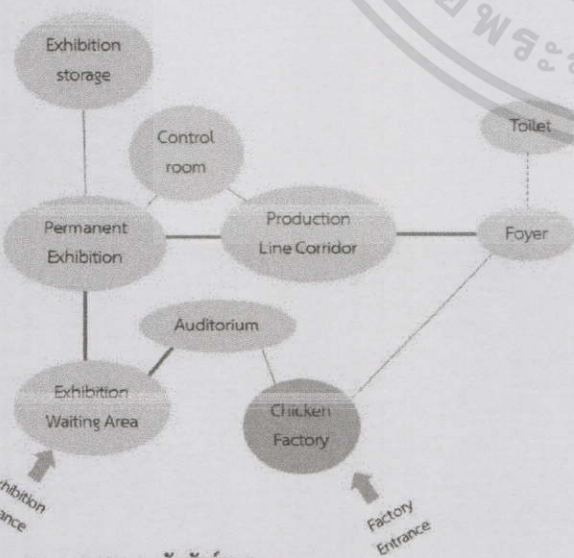 Exhibition
storage
Control
room
Toilet
Permanent
Exhibition
Production
Line Corridor
Foyer
Auditorium
Exhibition
Waiting Area
Chicken
Factory
Factory
Entrance